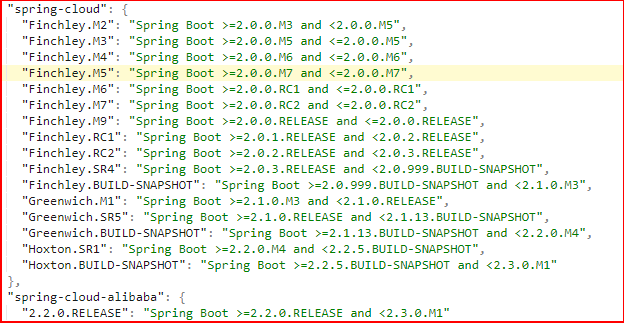 "spring-cloud": {
"Finchley.M2": "Spring Boot >=2.0.0.M3 and <2.0.0.M5",
"Finchley.M3": "Spring Boot >=2.0.0.M5 and <=2.0.0.M5",
"Finchley.M4": "Spring Boot >=2.0.0.M6 and <=2.0.0.M6",
"Finchley.M5": "Spring Boot >=2.0.0.M7 and <=2.0.0.M7",
"Finchley.M6": "Spring Boot >=2.0.0.RC1 and <=2.0.0.RC1",
"Finchley.M7": "Spring Boot >=2.0.0.RC2 and <=2.0.0.RC2",
"Finchley.M9": "Spring Boot >=2.0.0.RELEASE and <=2.0.0.RELEASE",
"Finchley.RC1": "Spring Boot >=2.0.1.RELEASE and <2.0.2.RELEASE",
"Finchley.RC2": "Spring Boot >=2.0.2.RELEASE and <2.0.3.RELEASE",
"Finchley.SR4": "Spring Boot >=2.0.3.RELEASE and <2.0.999.BUILD-SNAPSHOT",
"Finchley.BUILD-SNAPSHOT": "Spring Boot >=2.0.999.BUILD-SNAPSHOT and <2.1.0.M3",
"Greenwich.M1": "Spring Boot >=2.1.0.M3 and <2.1.0.RELEASE",
"Greenwich.SR5": "Spring Boot >=2.1.0.RELEASE and <2.1.13.BUILD-SNAPSHOT",
"Greenwich.BUILD-SNAPSHOT": "Spring Boot >=2.1.13.BUILD-SNAPSHOT and <2.2.0.M4",
"Hoxton.SR1": "Spring Boot >=2.2.0.M4 and <2.2.5.BUILD-SNAPSHOT",
"Hoxton.BUILD-SNAPSHOT": "Spring Boot >=2.2.5.BUILD-SNAPSHOT and <2.3.0.M1"
},
"spring-cloud-alibaba": {
"2.2.0.RELEASE": "Spring Boot >=2.2.0.RELEASE and <2.3.0.M1"